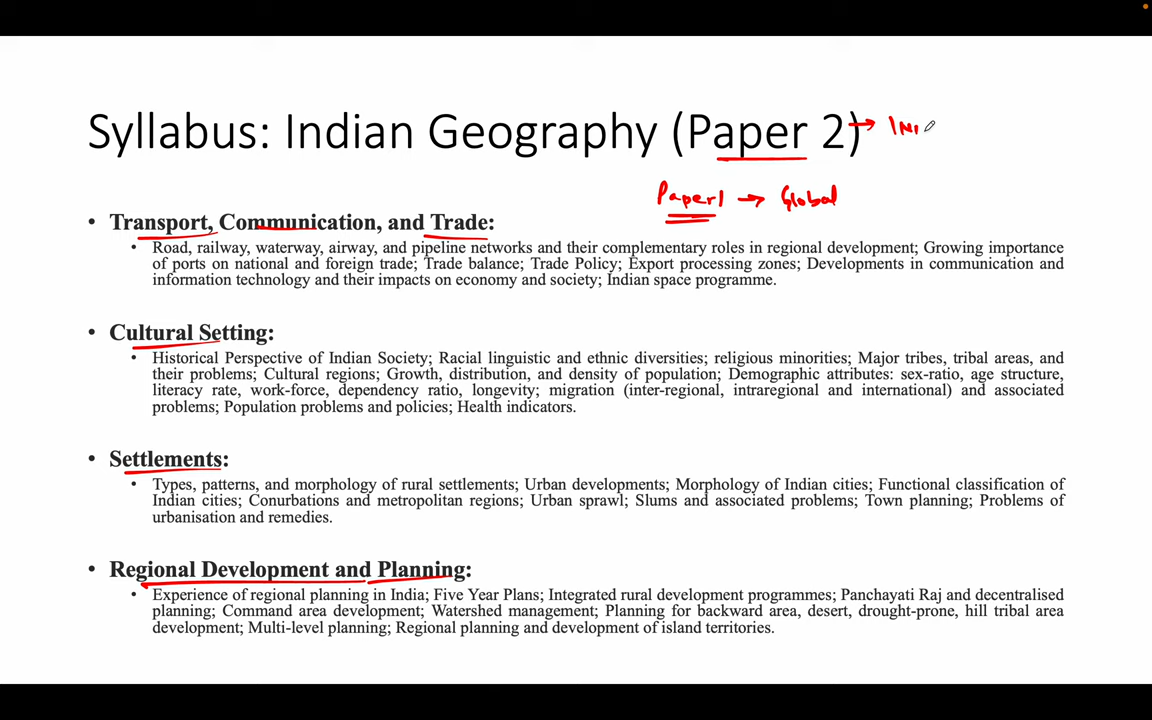 Syllabus: Indian Geography (Paper 2)
Paper 1 → Global
• Transport, Communication, and Trade:
• Road, railway, waterway, airway, and pipeline networks and their complementary roles in regional development; Growing importance
of ports on national and foreign trade; Trade balance; Trade Policy; Export processing zones; Developments in communication and
information technology and their impacts on economy and society; Indian space programme.
• Cultural Setting:
• Historical Perspective of Indian Society; Racial linguistic and ethnic diversities; religious minorities; Major tribes, tribal areas, and
their problems; Cultural regions; Growth, distribution, and density of population; Demographic attributes: sex-ratio, age structure,
literacy rate, work-force, dependency ratio, longevity; migration (inter-regional, intraregional and international) and associated
problems; Population problems and policies; Health indicators.
• Settlements:
• Types, patterns, and morphology of rural settlements; Urban developments; Morphology of Indian cities; Functional classification of
Indian cities; Conurbations and metropolitan regions; Urban sprawl; Slums and associated problems; Town planning; Problems of
urbanisation and remedies.
• Regional Development and Planning:
• Experience of regional planning in India; Five Year Plans; Integrated rural development programmes; Panchayati Raj and decentralised
planning; Command area development; Watershed management; Planning for backward area, desert, drought-prone, hill tribal area
development; Multi-level planning; Regional planning and development of island territories.